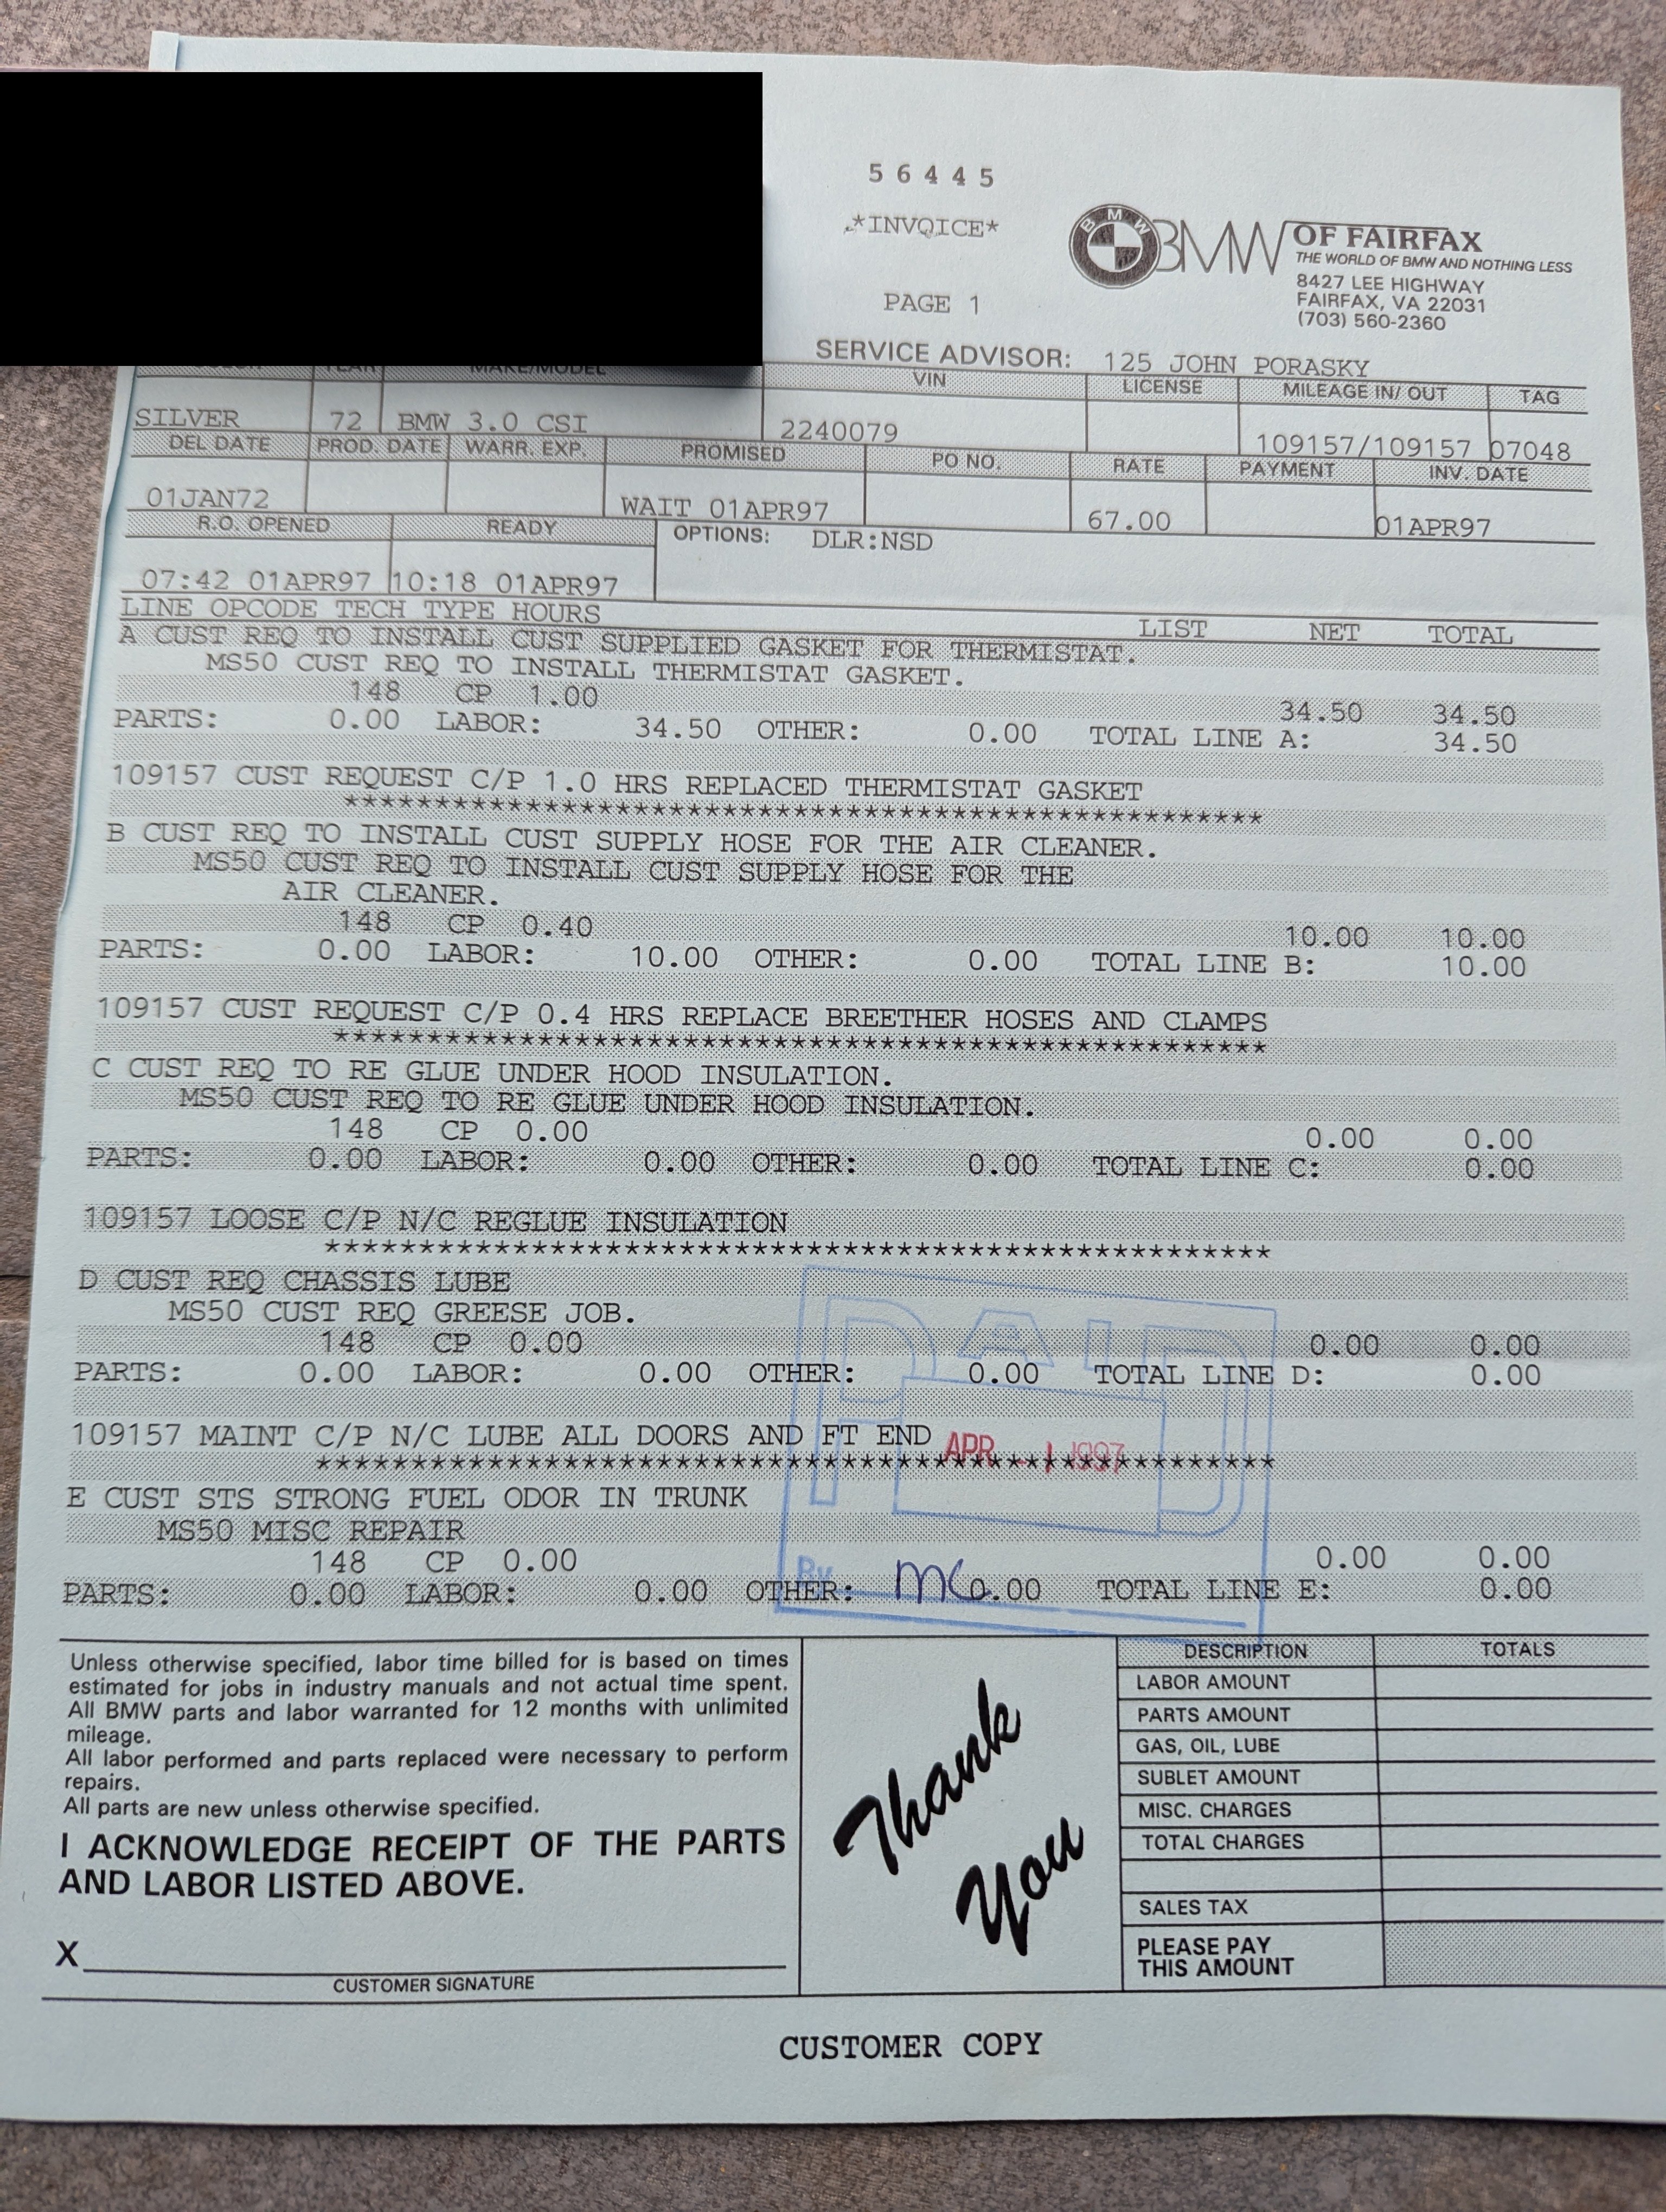 56445
*INVOICE*
BMW
BMW OF FAIRFAX
THE WORLD OF BMW AND NOTHING LESS
8427 LEE HIGHWAY
FAIRFAX, VA 22031
(703) 560-2360
PAGE 1
SERVICE ADVISOR: 125 JOHN PORASKY
COLOR YEAR MAKE/MODEL VIN LICENSE MILEAGE IN/ OUT TAG
SILVER 72 BMW 3.0 CSI 2240079 109157/109157 07048
DEL DATE PROD. DATE WARR. EXP. PROMISED PO NO. RATE PAYMENT INV. DATE
01JAN72 WAIT 01APR97 67.00 01APR97
R.O. OPENED READY OPTIONS: DLR:NSD
07:42 01APR97 10:18 01APR97
LINE OPCODE TECH TYPE HOURS LIST NET TOTAL
A CUST REQ TO INSTALL CUST SUPPLIED GASKET FOR THERMISTAT.
MS50 CUST REQ TO INSTALL THERMISTAT GASKET.
148 CP 1.00 34.50 34.50
PARTS: 0.00 LABOR: 34.50 OTHER: 0.00 TOTAL LINE A: 34.50
109157 CUST REQUEST C/P 1.0 HRS REPLACED THERMISTAT GASKET
***************************************************
B CUST REQ TO INSTALL CUST SUPPLY HOSE FOR THE AIR CLEANER.
MS50 CUST REQ TO INSTALL CUST SUPPLY HOSE FOR THE
AIR CLEANER.
148 CP 0.40 10.00 10.00
PARTS: 0.00 LABOR: 10.00 OTHER: 0.00 TOTAL LINE B: 10.00
109157 CUST REQUEST C/P 0.4 HRS REPLACE BREETHER HOSES AND CLAMPS
***************************************************
C CUST REQ TO RE GLUE UNDER HOOD INSULATION.
MS50 CUST REQ TO RE GLUE UNDER HOOD INSULATION.
148 CP 0.00 0.00 0.00
PARTS: 0.00 LABOR: 0.00 OTHER: 0.00 TOTAL LINE C: 0.00
109157 LOOSE C/P N/C REGLUE INSULATION
***************************************************
D CUST REQ CHASSIS LUBE
MS50 CUST REQ GREESE JOB.
148 CP 0.00 0.00 0.00
PARTS: 0.00 LABOR: 0.00 OTHER: 0.00 TOTAL LINE D: 0.00
PAID
109157 MAINT C/P N/C LUBE ALL DOORS AND FT END
APR - 1 1997
***************************************************
E CUST STS STRONG FUEL ODOR IN TRUNK
MS50 MISC REPAIR
148 CP 0.00 0.00 0.00
By MC
PARTS: 0.00 LABOR: 0.00 OTHER: 0.00 TOTAL LINE E: 0.00
Unless otherwise specified, labor time billed for is based on times
estimated for jobs in industry manuals and not actual time spent.
All BMW parts and labor warranted for 12 months with unlimited
mileage.
All labor performed and parts replaced were necessary to perform
repairs.
All parts are new unless otherwise specified.
I ACKNOWLEDGE RECEIPT OF THE PARTS
AND LABOR LISTED ABOVE.
X
CUSTOMER SIGNATURE
Thank
You
DESCRIPTION TOTALS
LABOR AMOUNT
PARTS AMOUNT
GAS, OIL, LUBE
SUBLET AMOUNT
MISC. CHARGES
TOTAL CHARGES
SALES TAX
PLEASE PAY
THIS AMOUNT
CUSTOMER COPY